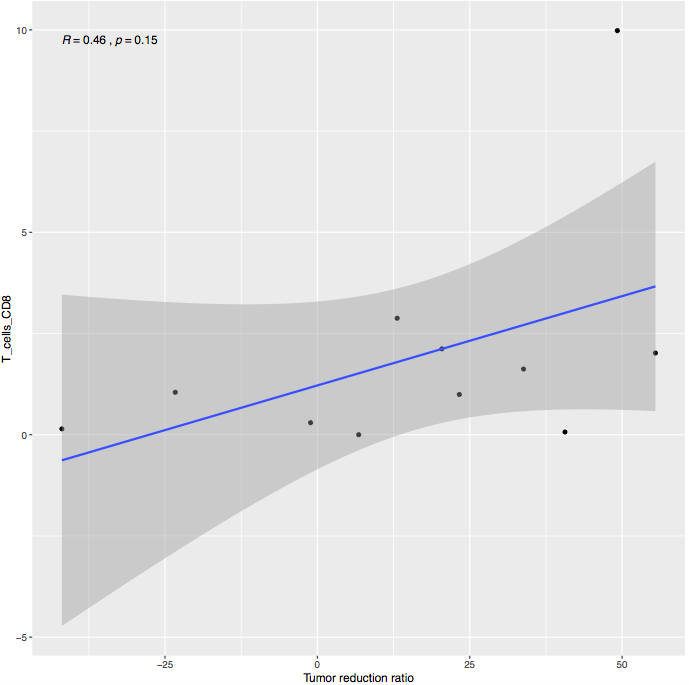 R = 0.46 , p = 0.15
10
5
0
−5
T_cells_CD8
−25 0 25 50
Tumor reduction ratio